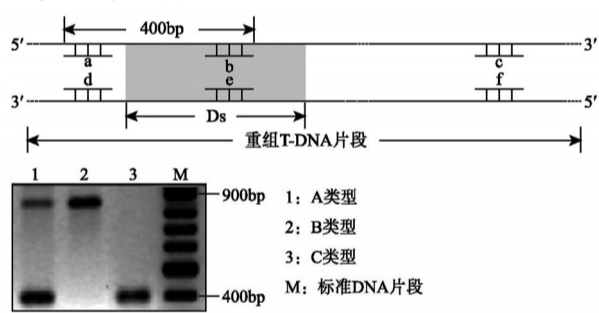 400bp
5′ 3′
a b c
d e f
3′ 5′
Ds
重组T-DNA片段
1 2 3 M
900bp
400bp
1：A类型
2：B类型
3：C类型
M：标准DNA片段